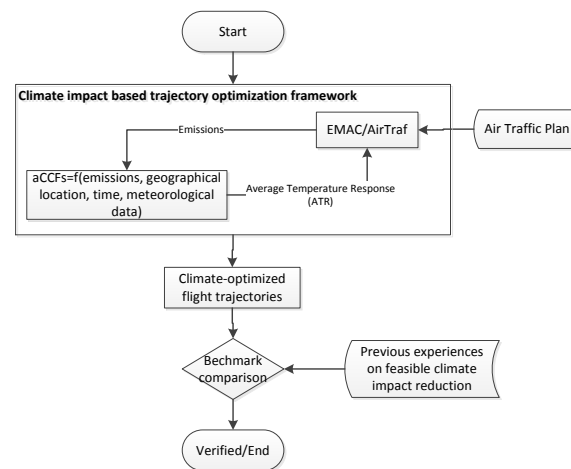 Start
Climate impact based trajectory optimization framework
Emissions
EMAC/AirTraf
Air Traffic Plan
aCCFs=f(emissions, geographical
location, time, meteorological
data)
Average Temperature Response
(ATR)
Climate-optimized
flight trajectories
Bechmark
comparison
Previous experiences
on feasible climate
impact reduction
Verified/End